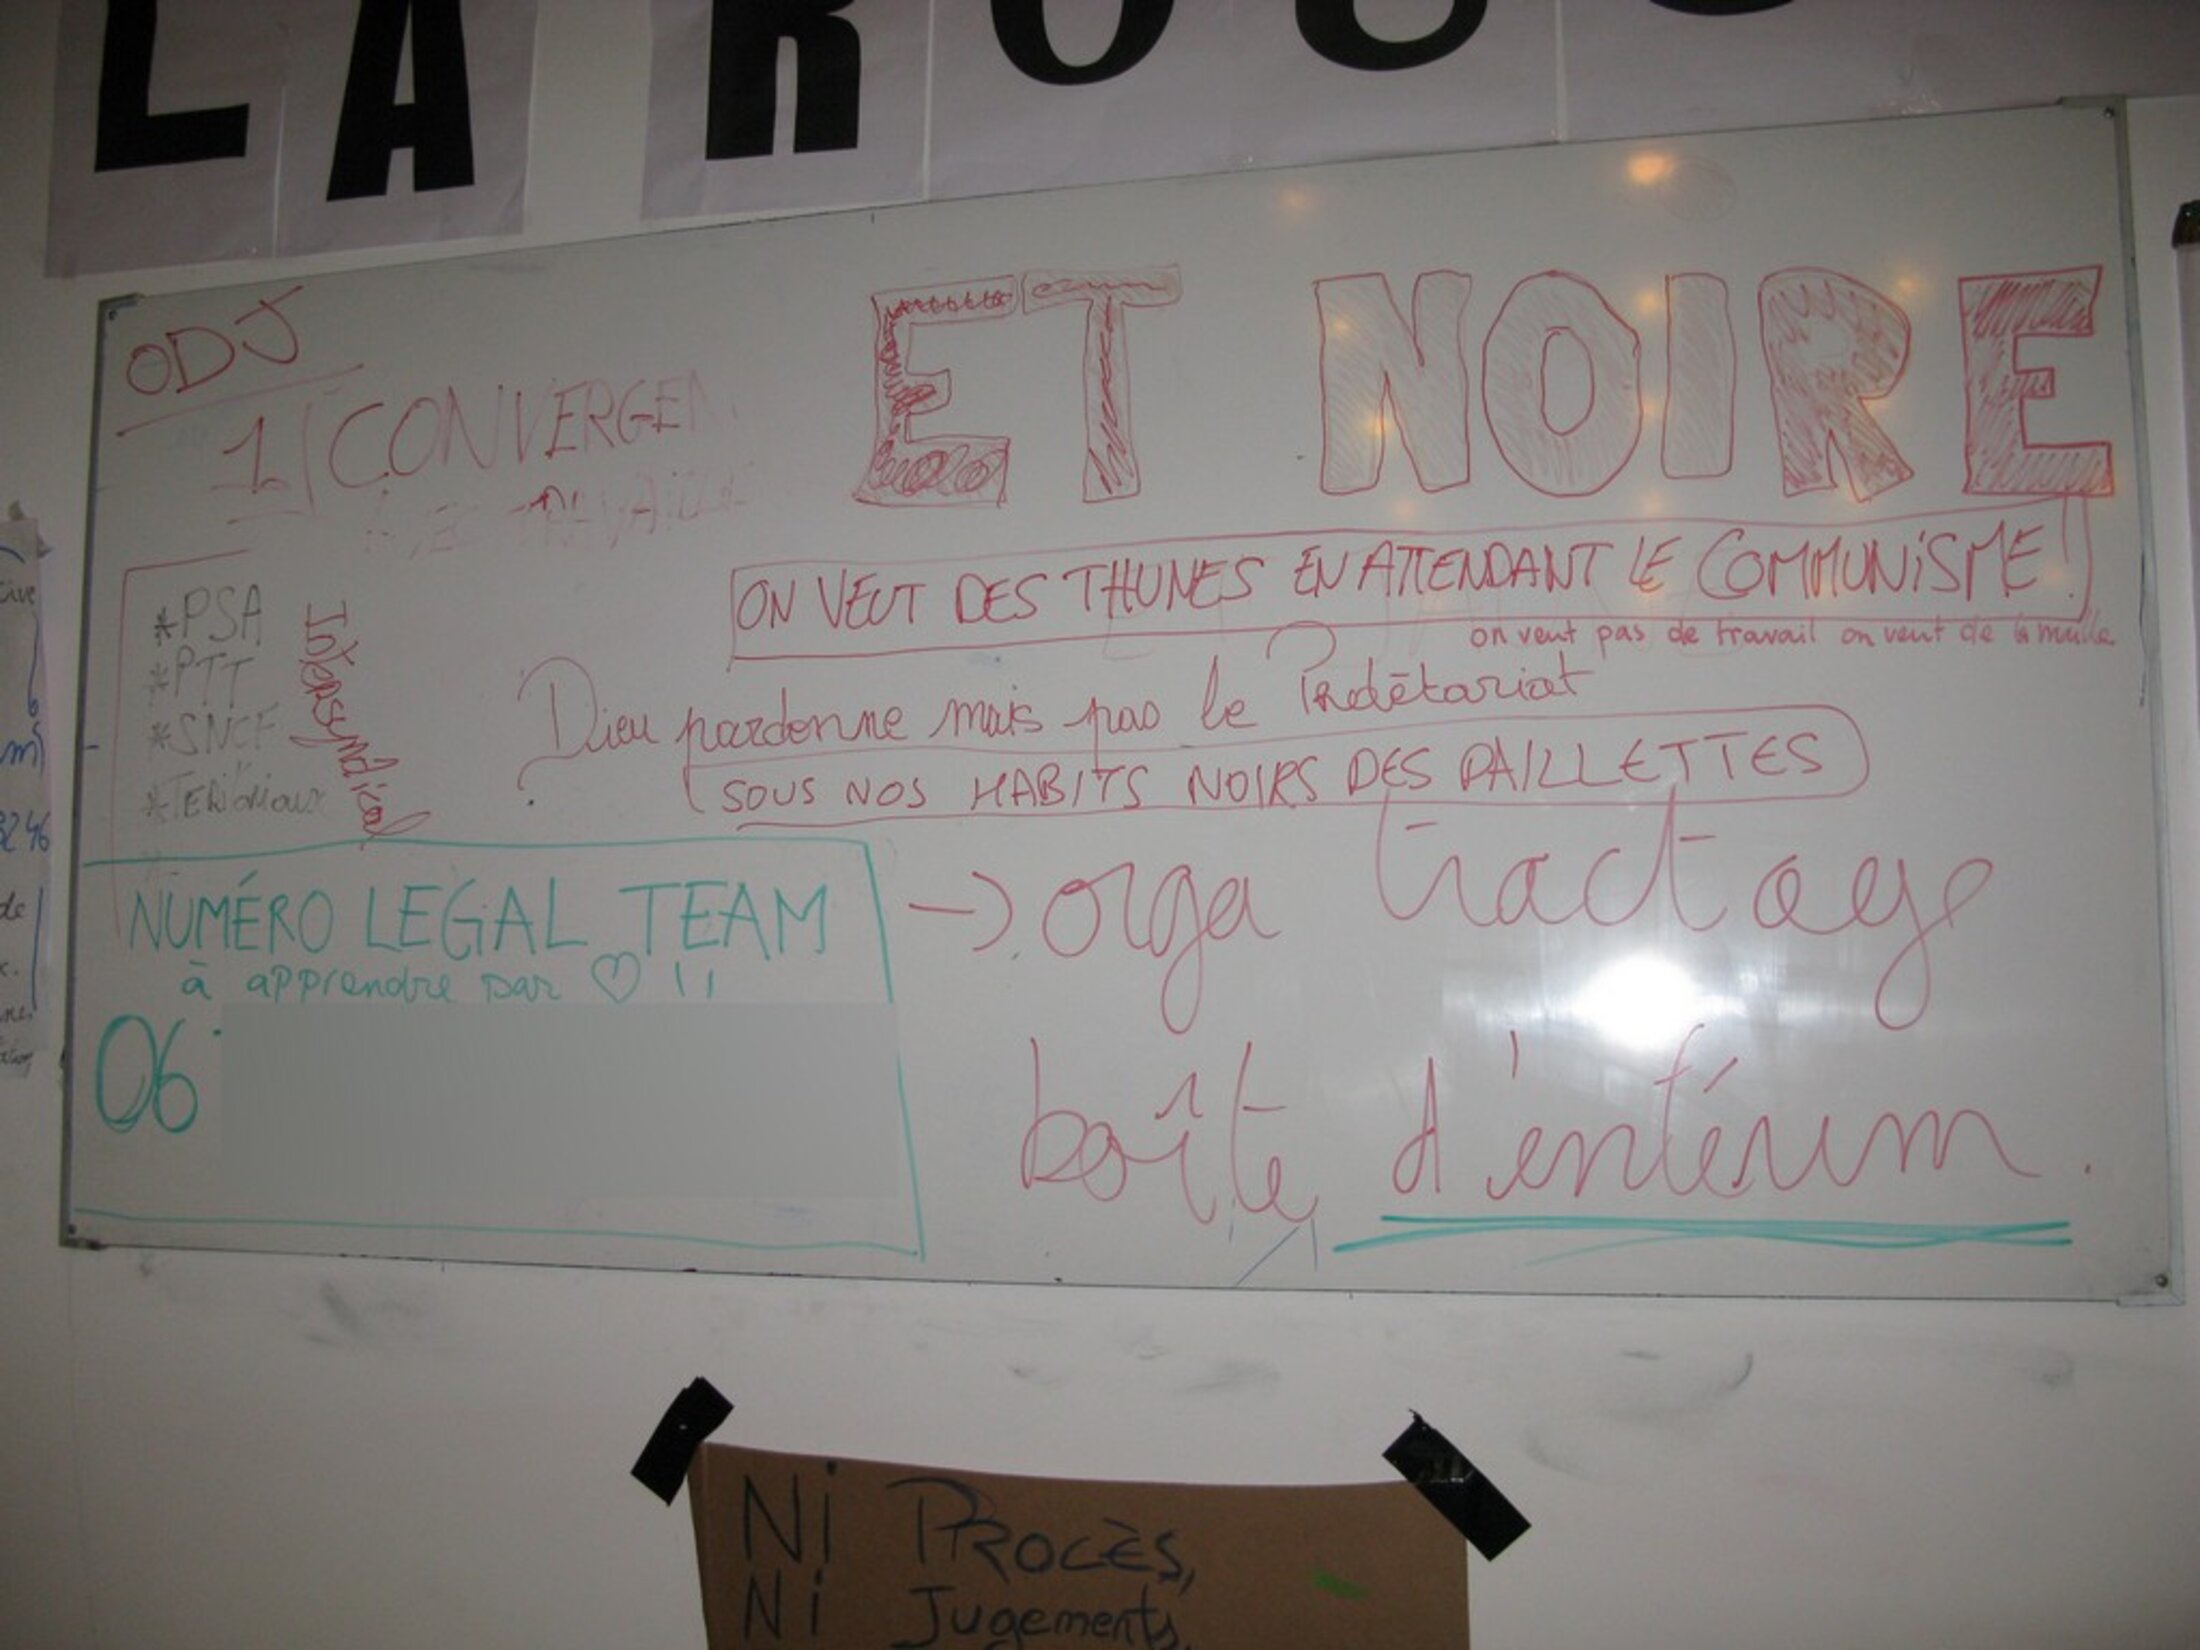 LA ROU
ET NOIRE
ODJ
1/ CONVERGEN
ON VEUT DES THUNES EN ATTENDANT LE COMMUNiSME!
on veut pas de travail on veut de la
*PSA
*PTT
*SNCF
Intersyndical
Dieu pardonne mais pas le Prolétariat
SOUS NOS HABITS NOIRS DES PAILLETTES
NUMÉRO LEGAL TEAM
à apprendre par ♡ !!
06
→ orga tractage
boîte d'entérim.
Ni PROCÈS,
Ni Jugements,